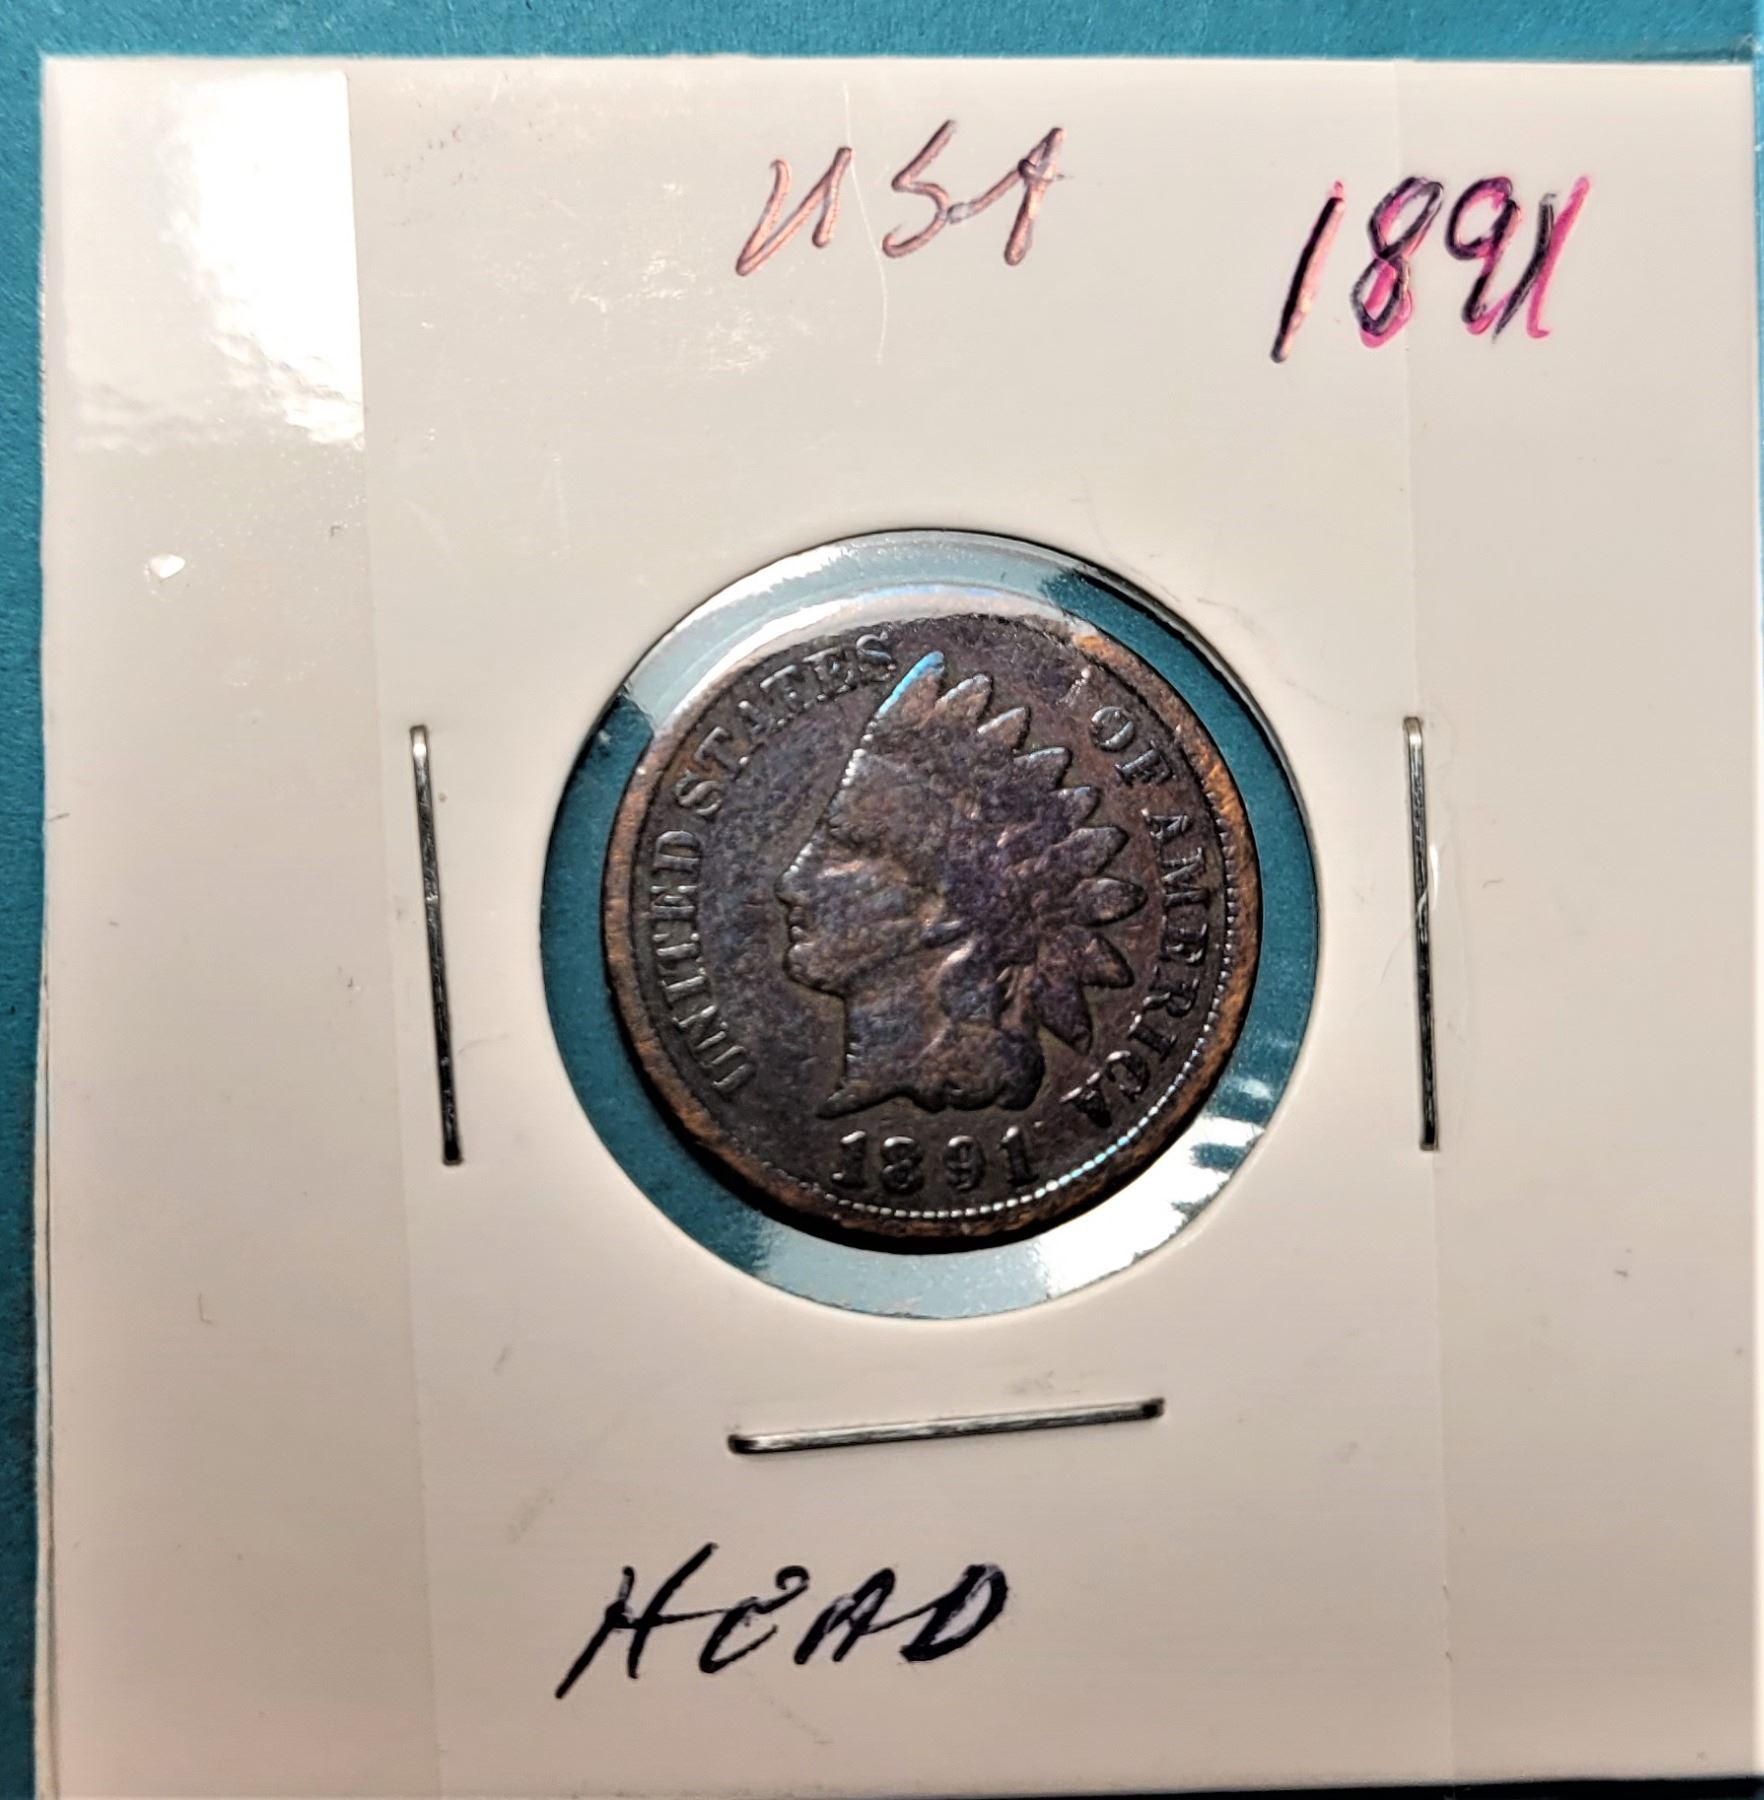 USA
1891
UNITED STATES OF AMERICA
1891
HEAD